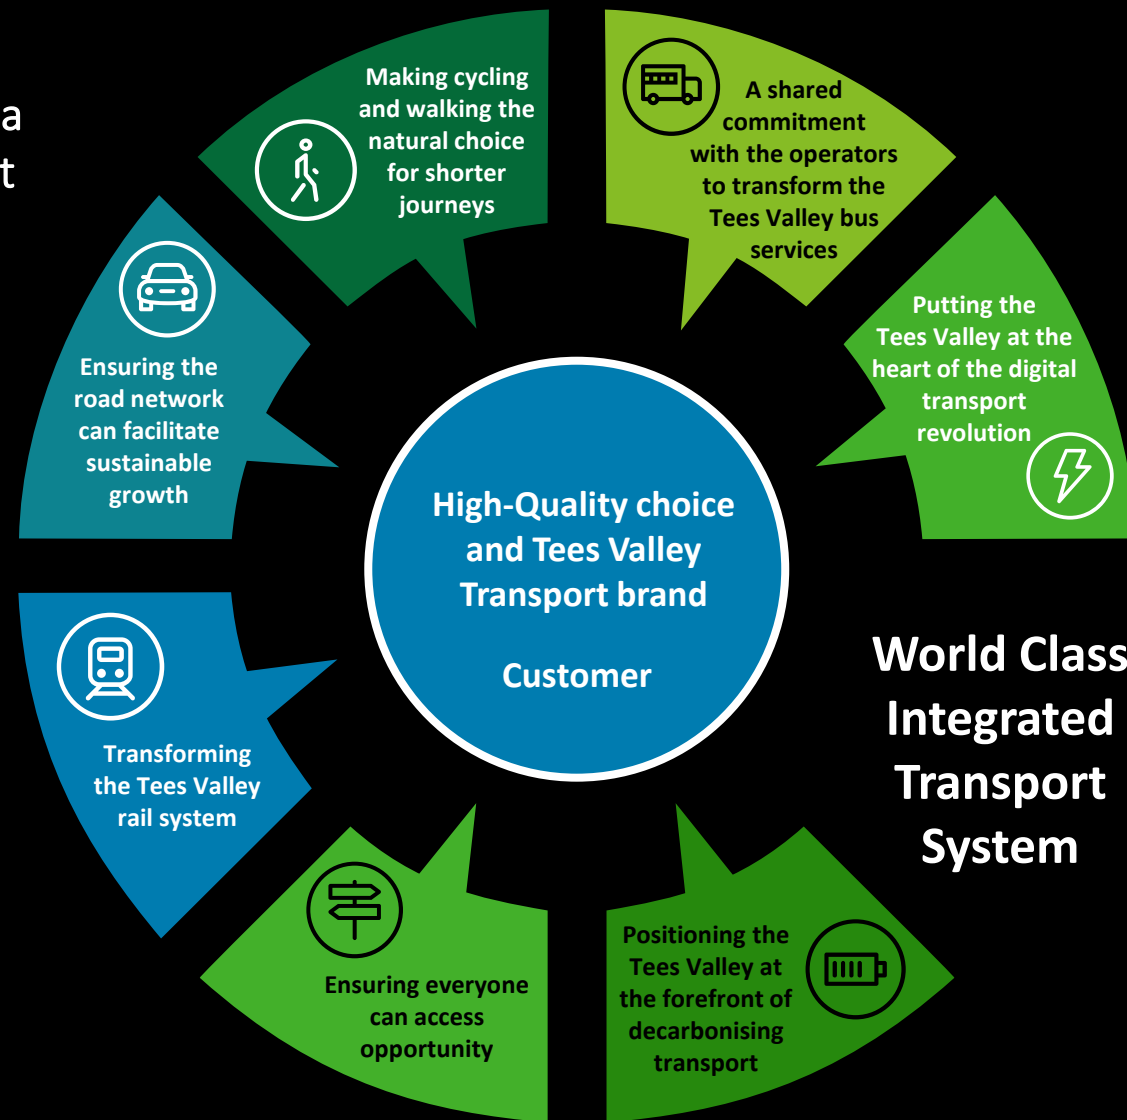 a
t
Making cycling
and walking the
natural choice
for shorter
journeys
A shared
commitment
with the operators
to transform the
Tees Valley bus
services
Putting the
Tees Valley at the
heart of the digital
transport
revolution
Ensuring the
road network
can facilitate
sustainable
growth
High-Quality choice
and Tees Valley
Transport brand
Customer
World Class
Integrated
Transport
System
Transforming
the Tees Valley
rail system
Ensuring everyone
can access
opportunity
Positioning the
Tees Valley at
the forefront of
decarbonising
transport